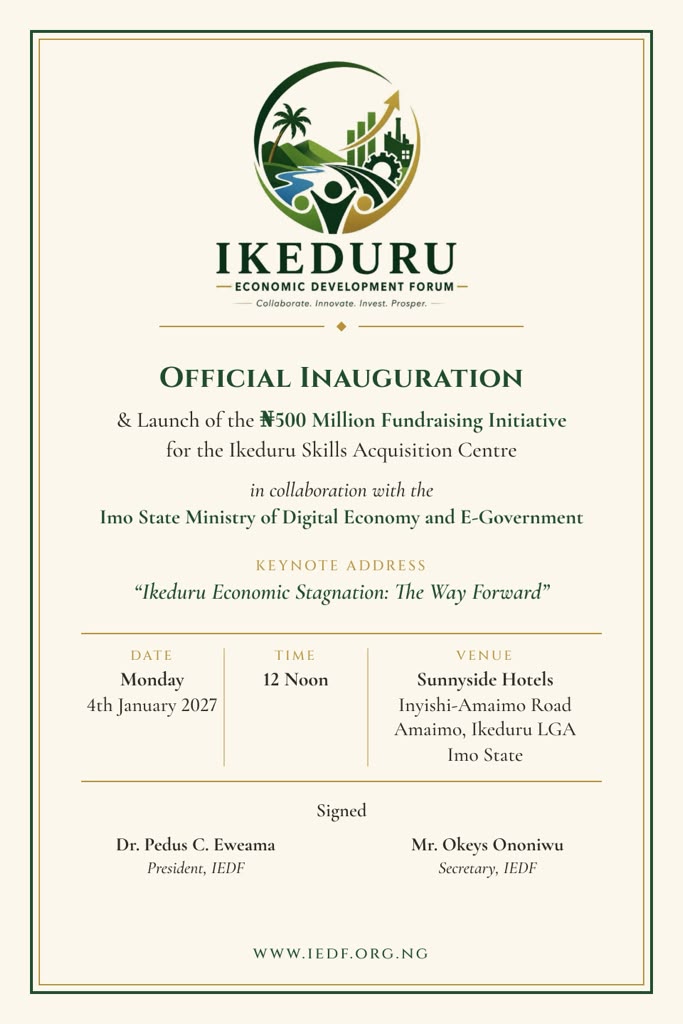 IKEDURU
ECONOMIC DEVELOPMENT FORUM
Collaborate. Innovate. Invest. Prosper.
Official Inauguration
& Launch of the ₦500 Million Fundraising Initiative
for the Ikeduru Skills Acquisition Centre
in collaboration with the
Imo State Ministry of Digital Economy and E-Government
KEYNOTE ADDRESS
“Ikeduru Economic Stagnation: The Way Forward”
DATE
Monday
4th January 2027
TIME
12 Noon
VENUE
Sunnyside Hotels
Inyishi-Amaimo Road
Amaimo, Ikeduru LGA
Imo State
Signed
Dr. Pedus C. Eweama
President, IEDF
Mr. Okeys Ononiwu
Secretary, IEDF
WWW.IEDF.ORG.NG